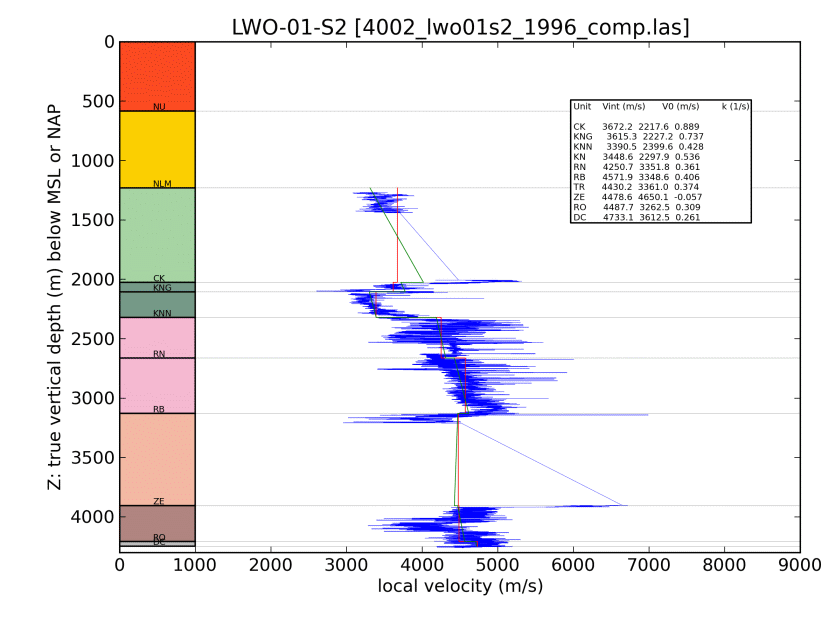 LWO-01-S2 [4002_lwo01s2_1996_comp.las]
Z: true vertical depth (m) below MSL or NAP
0
500
1000
1500
2000
2500
3000
3500
4000
NU
NLM
CK
KNG
KNN
RN
RB
ZE
RO
DC
Unit Vint (m/s) V0 (m/s) k (1/s)
CK 3672.2 2217.6 0.889
KNG 3615.3 2227.2 0.737
KNN 3390.5 2399.6 0.428
KN 3448.6 2297.9 0.536
RN 4250.7 3351.8 0.361
RB 4571.9 3348.6 0.406
TR 4430.2 3361.0 0.374
ZE 4478.6 4650.1 -0.057
RO 4487.7 3262.5 0.309
DC 4733.1 3612.5 0.261
0 1000 2000 3000 4000 5000 6000 7000 8000 9000
local velocity (m/s)